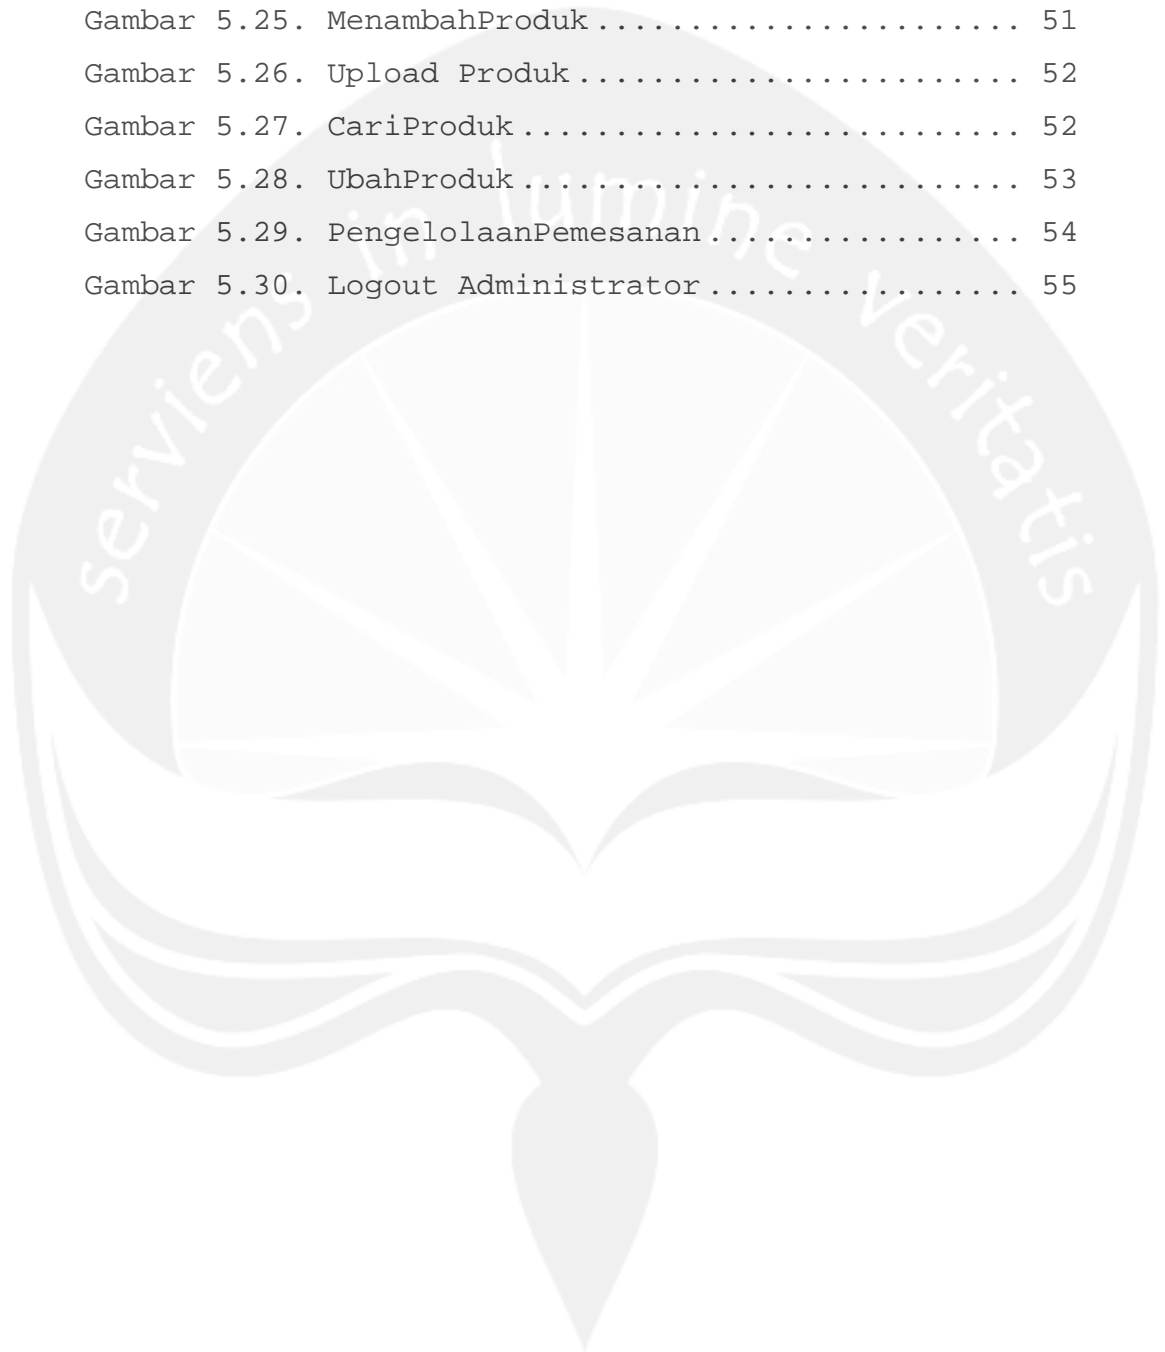 Gambar 5.25. MenambahProduk ....................... 51
Gambar 5.26. Upload Produk ........................ 52
Gambar 5.27. CariProduk ........................... 52
Gambar 5.28. UbahProduk ........................... 53
Gambar 5.29. PengelolaanPemesanan ................. 54
Gambar 5.30. Logout Administrator ................. 55
serviens in lumine veritatis